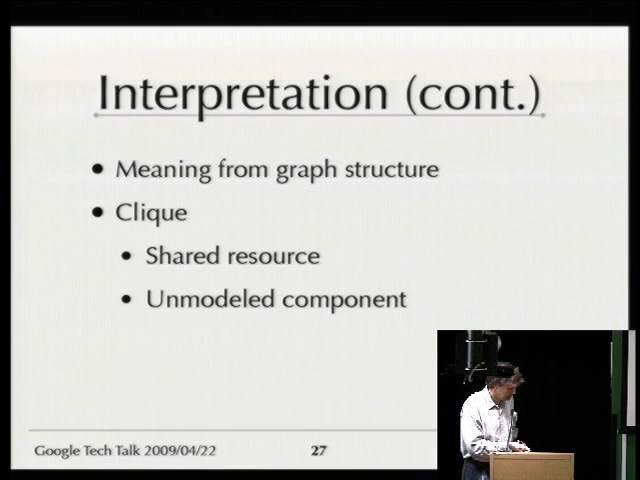 Interpretation (cont.)
• Meaning from graph structure
• Clique
• Shared resource
• Unmodeled component
Google Tech Talk 2009/04/22 27